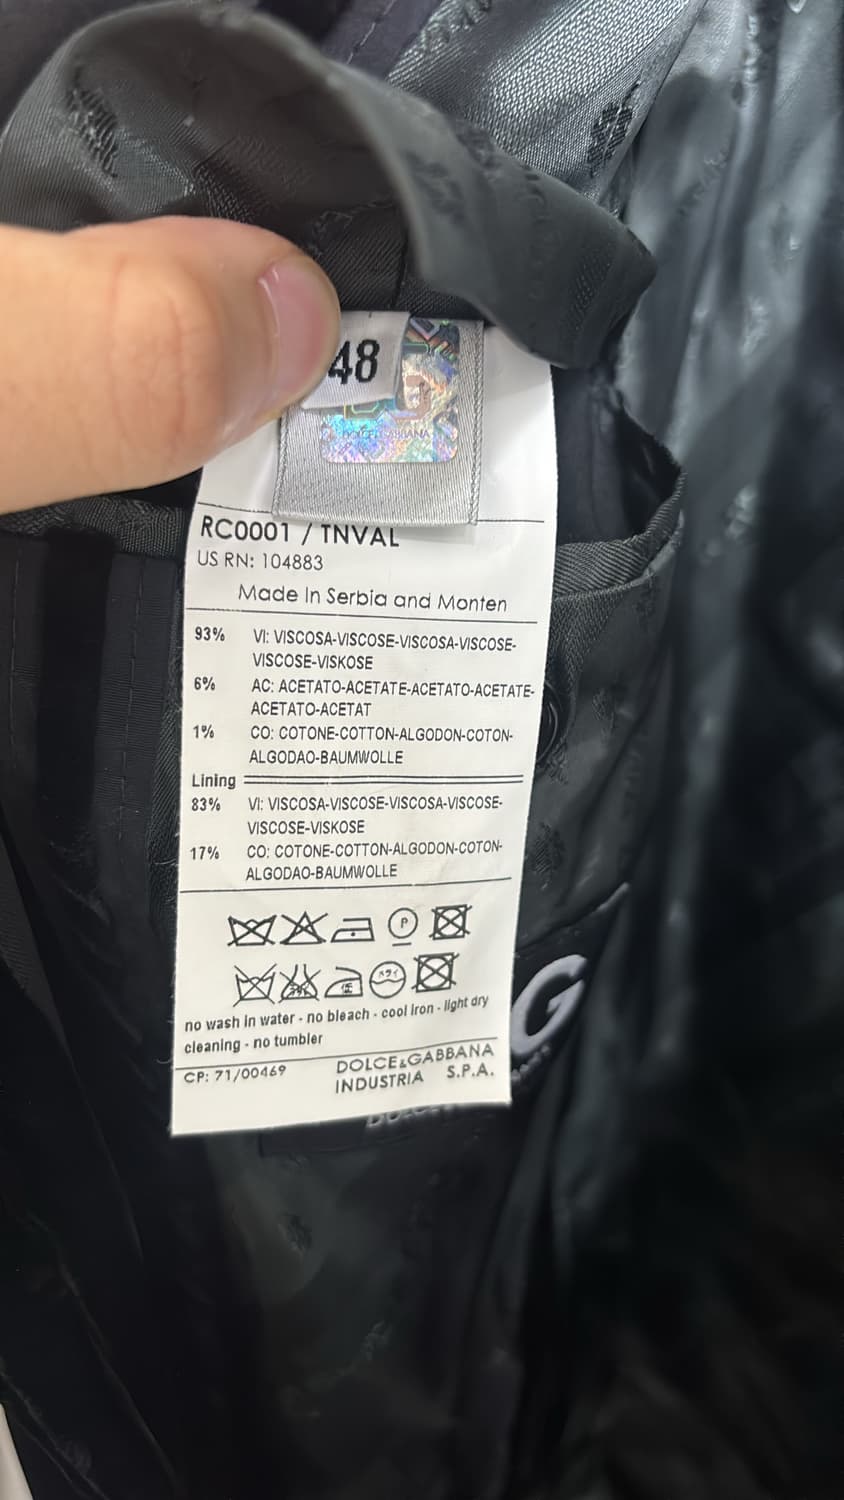 48
DOLCE&GABBANA
RC0001 / TNVAL
US RN: 104883
Made In Serbia and Monten
93% VI: VISCOSA-VISCOSE-VISCOSA-VISCOSE-
VISCOSE-VISKOSE
6% AC: ACETATO-ACETATE-ACETATO-ACETATE-
ACETATO-ACETAT
1% CO: COTONE-COTTON-ALGODON-COTON-
ALGODAO-BAUMWOLLE
Lining
83% VI: VISCOSA-VISCOSE-VISCOSA-VISCOSE-
VISCOSE-VISKOSE
17% CO: COTONE-COTTON-ALGODON-COTON-
ALGODAO-BAUMWOLLE
P
no wash in water - no bleach - cool iron - light dry
cleaning - no tumbler
CP: 71/00469 DOLCE&GABBANA
INDUSTRIA S.P.A.
G